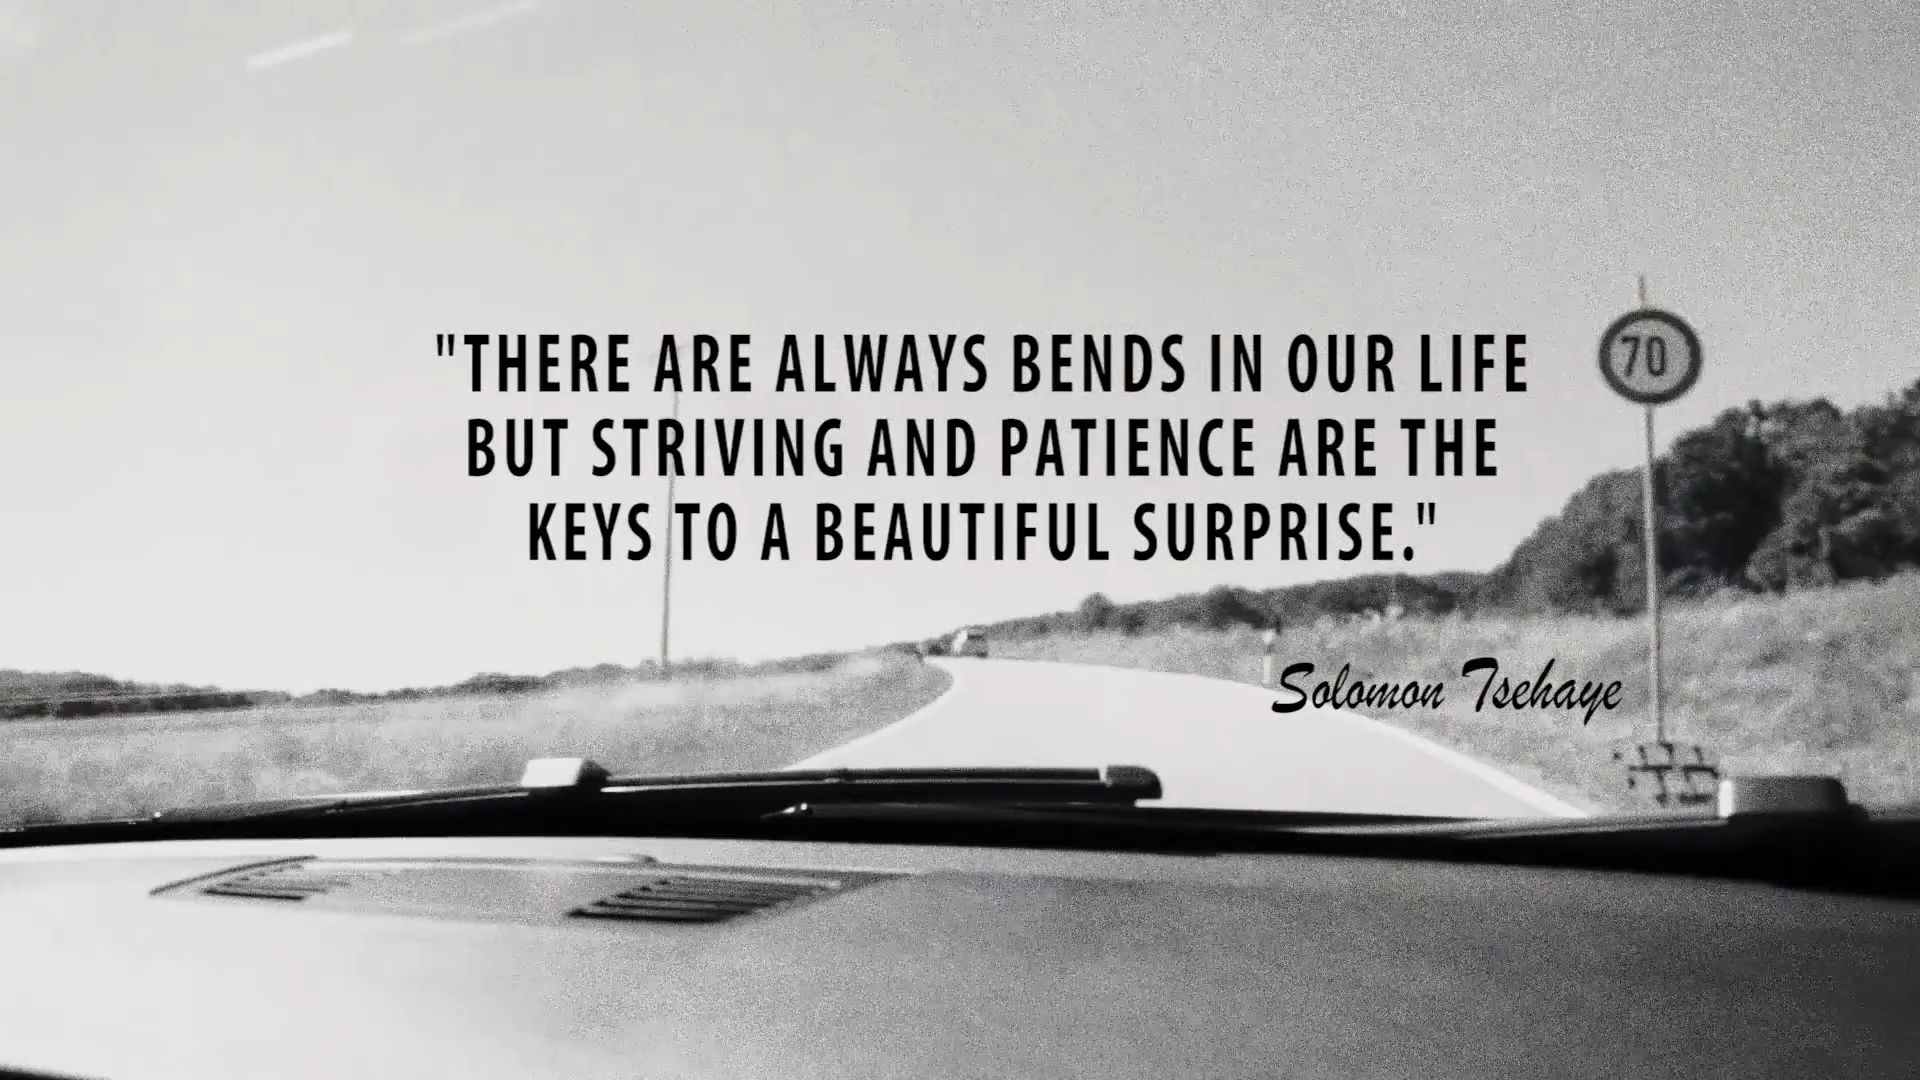 "THERE ARE ALWAYS BENDS IN OUR LIFE
BUT STRIVING AND PATIENCE ARE THE
KEYS TO A BEAUTIFUL SURPRISE."
70
Solomon Tsehaye